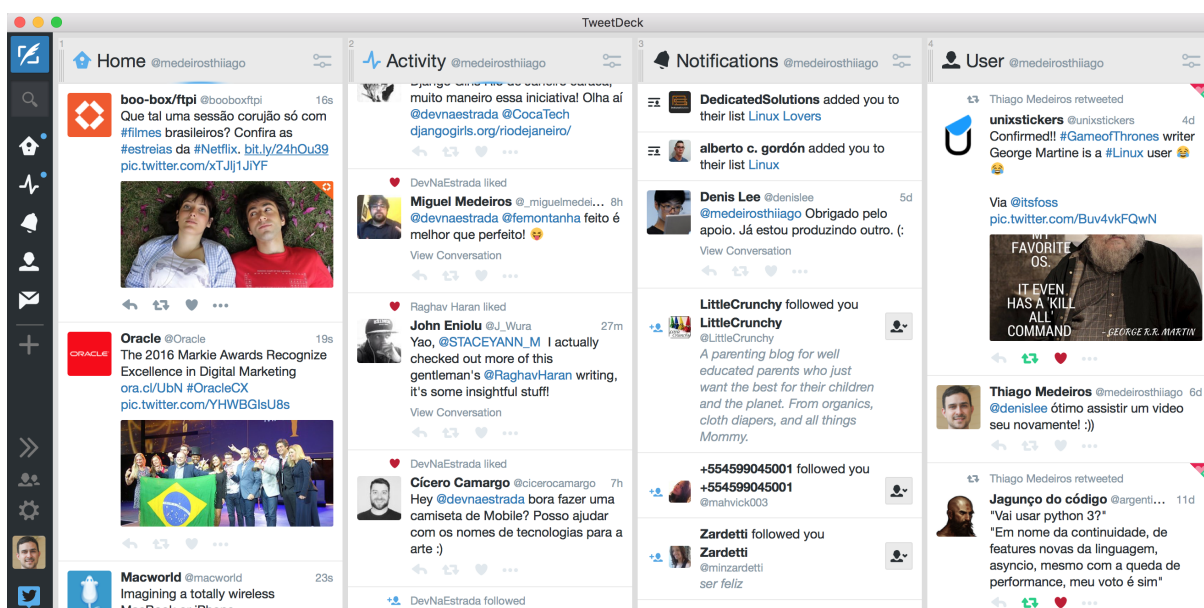 TweetDeck
1
Home @medeirosthiiago
boo-box/ftpi @booboxftpi 16s
Que tal uma sessão corujão só com
#filmes brasileiros? Confira as
#estreias da #Netflix. bit.ly/24hOu39
pic.twitter.com/xTJlj1JiYF
Oracle @Oracle 19s
ORACLE
The 2016 Markie Awards Recognize
Excellence in Digital Marketing
ora.cl/UbN #OracleCX
pic.twitter.com/YHWBGIsU8s
Macworld @macworld 23s
Imagining a totally wireless
2
Activity @medeirosthiiago
muito maneiro essa iniciativa! Olha aí
@devnaestrada @CocaTech
djangogirls.org/riodejaneiro/
DevNaEstrada liked
Miguel Medeiros @_miguelmedei... 8h
@devnaestrada @femontanha feito é
melhor que perfeito! 😝
View Conversation
Raghav Haran liked
John Eniolu @J_Wura 27m
Yao, @STACEYANN_M I actually
checked out more of this
gentleman's @RaghavHaran writing,
it's some insightful stuff!
View Conversation
DevNaEstrada liked
Cícero Camargo @cicerocamargo 7h
Hey @devnaestrada bora fazer uma
camiseta de Mobile? Posso ajudar
com os nomes de tecnologias para a
arte :)
DevNaEstrada followed
3
Notifications @medeirosthiiago
DedicatedSolutions added you to
their list Linux Lovers
alberto c. gordón added you to
their list Linux
Denis Lee @denislee 5d
@medeirosthiiago Obrigado pelo
apoio. Já estou produzindo outro. (:
View Conversation
LittleCrunchy followed you
LittleCrunchy
@LittleCrunchy
A parenting blog for well
educated parents who just
want the best for their children
and the planet. From organics,
cloth diapers, and all things
Mommy.
+554599045001 followed you
+554599045001
@mahvick003
Zardetti followed you
Zardetti
@minzardetti
ser feliz
4
User @medeirosthiiago
Thiago Medeiros retweeted
unixstickers @unixstickers 4d
Confirmed!! #GameofThrones writer
George Martine is a #Linux user 😂
😂
Via @itsfoss
pic.twitter.com/Buv4vkFQwN
MY
FAVORITE
OS.
IT EVEN
HAS A 'KILL
ALL'
COMMAND
- GEORGE R.R. MARTIN
Thiago Medeiros @medeirosthiiago 6d
@denislee ótimo assistir um video
seu novamente! :))
Thiago Medeiros retweeted
Jagunço do código @argenti... 11d
"Vai usar python 3?"
"Em nome da continuidade, de
features novas da linguagem,
asyncio, mesmo com a queda de
performance, meu voto é sim"